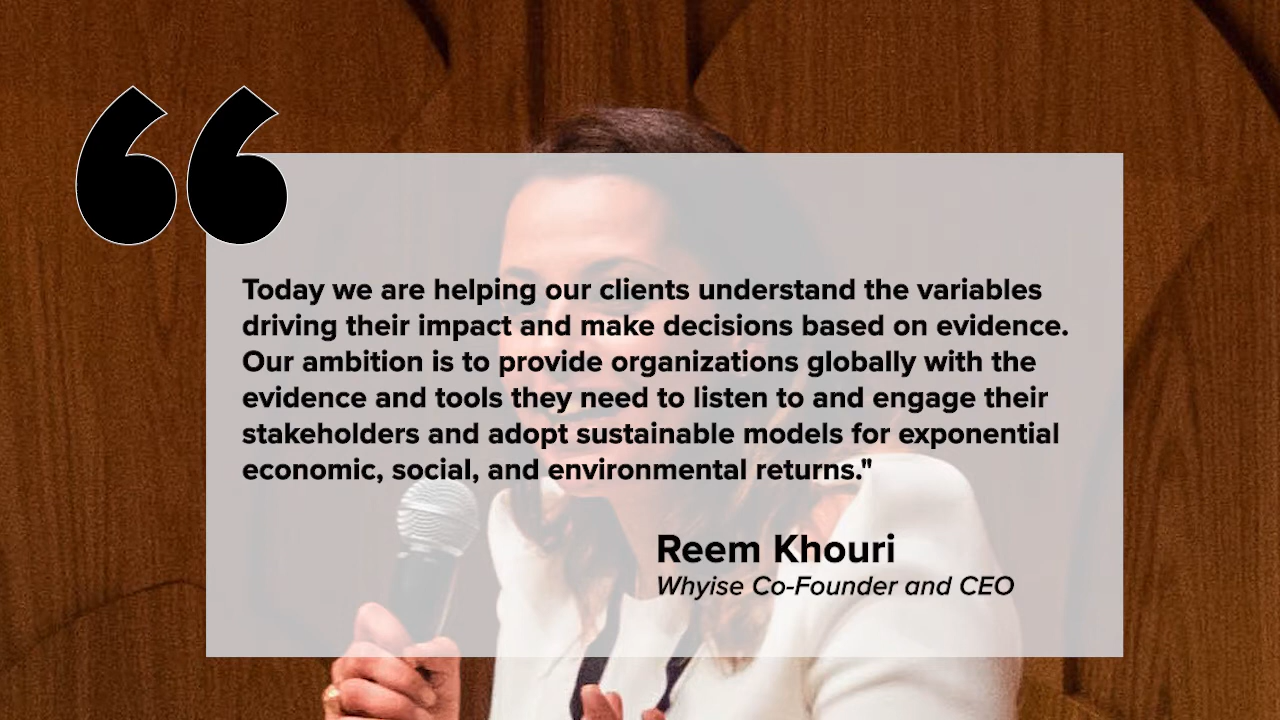 “
Today we are helping our clients understand the variables
driving their impact and make decisions based on evidence.
Our ambition is to provide organizations globally with the
evidence and tools they need to listen to and engage their
stakeholders and adopt sustainable models for exponential
economic, social, and environmental returns."
Reem Khouri
Whyise Co-Founder and CEO